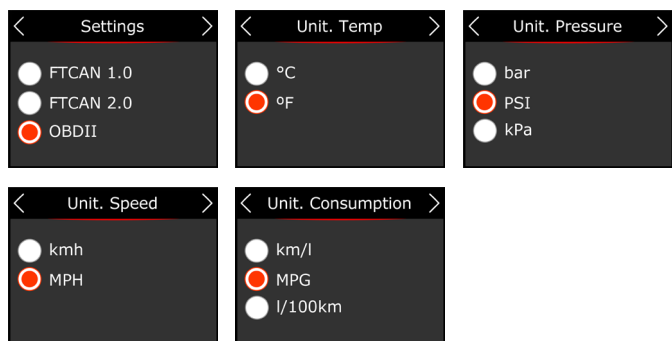 Settings
FTCAN 1.0
FTCAN 2.0
OBDII
Unit. Temp
ºC
ºF
Unit. Pressure
bar
PSI
kPa
Unit. Speed
kmh
MPH
Unit. Consumption
km/l
MPG
l/100km